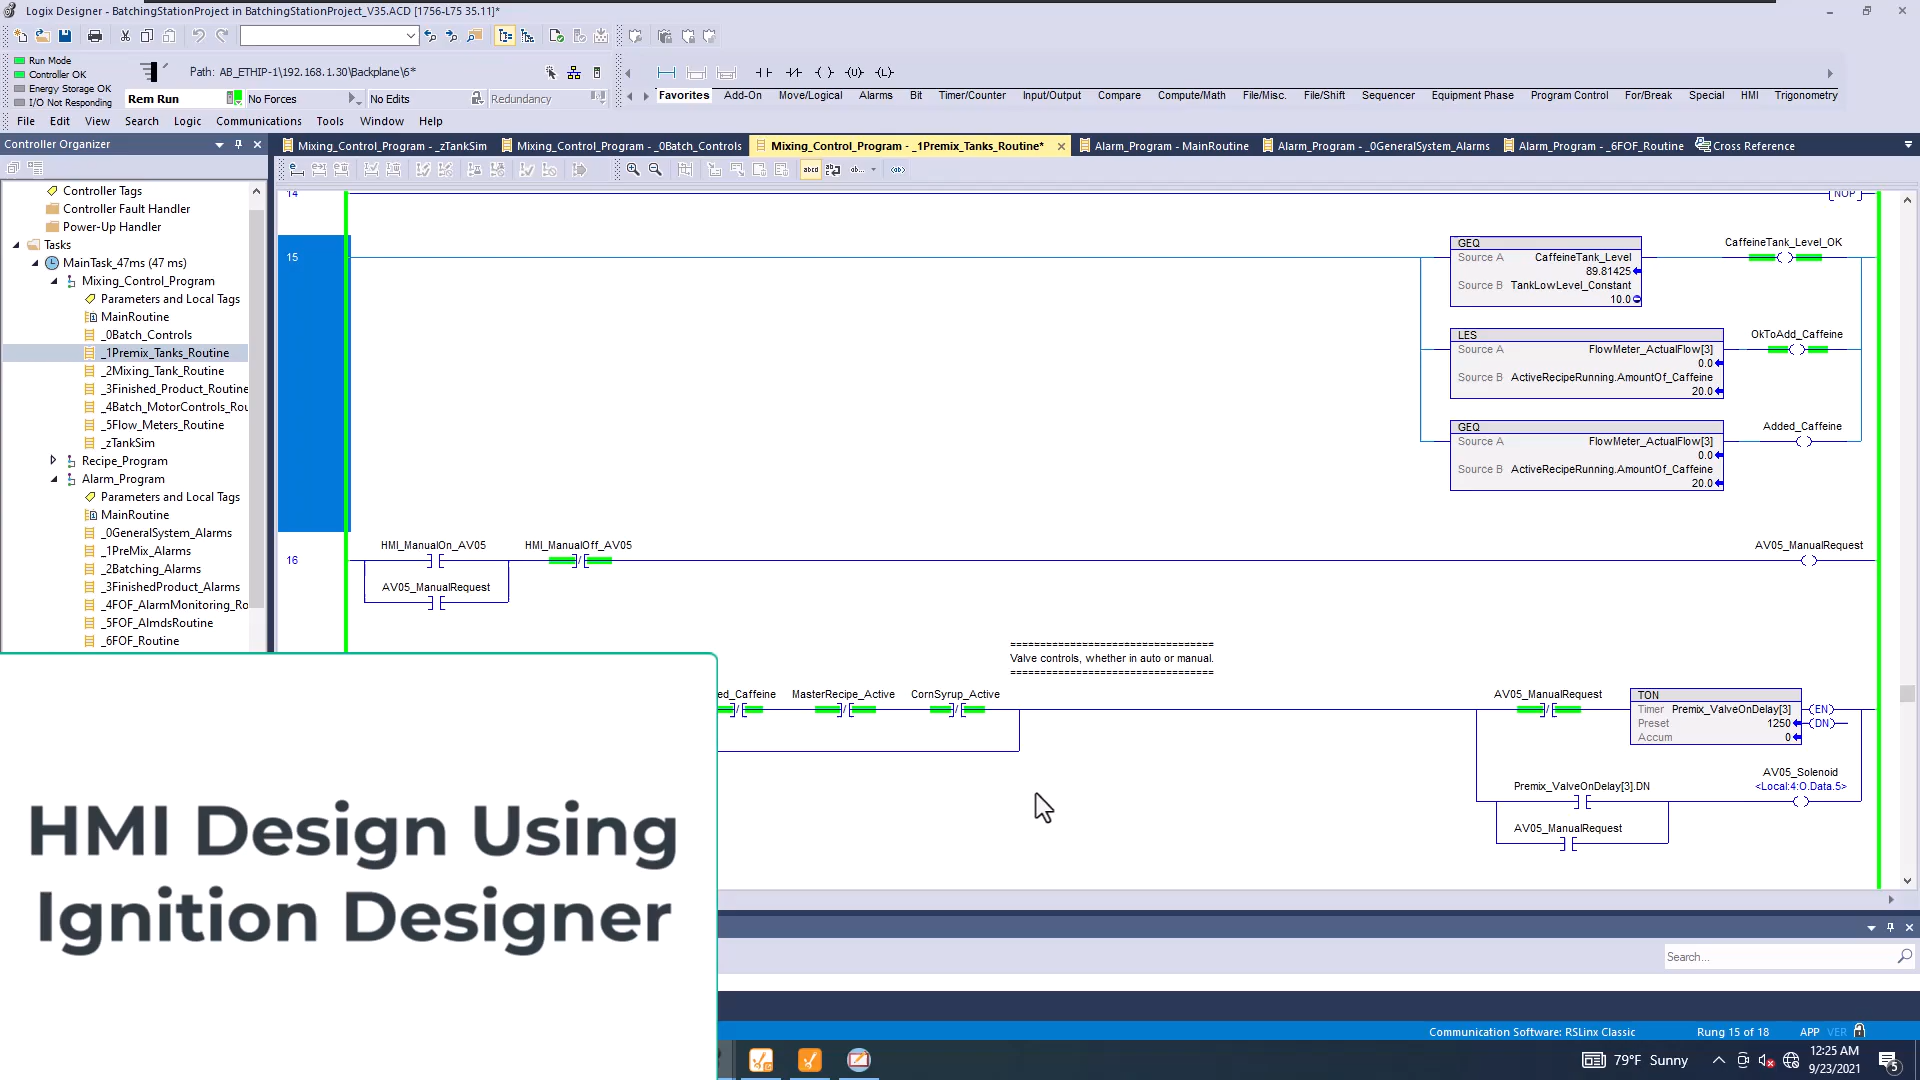 Logix Designer - BatchingStationProject in BatchingStationProject_V35.ACD [1756-L75 35.11]*
Run Mode
Controller OK
Energy Storage OK
I/O Not Responding
Path: AB_ETHIP-1\192.168.1.30\Backplane\6*
Rem Run
No Forces
No Edits
Redundancy
Favorites Add-On Move/Logical Alarms Bit Timer/Counter Input/Output Compare Compute/Math File/Misc. File/Shift Sequencer Equipment Phase Program Control For/Break Special HMI Trigonometry
File Edit View Search Logic Communications Tools Window Help
Controller Organizer
Mixing_Control_Program - _zTankSim
Mixing_Control_Program - _0Batch_Controls
Mixing_Control_Program - _1Premix_Tanks_Routine*
Alarm_Program - MainRoutine
Alarm_Program - _0GeneralSystem_Alarms
Alarm_Program - _6FOF_Routine
Cross Reference
Controller Tags
Controller Fault Handler
Power-Up Handler
Tasks
MainTask_47ms (47 ms)
Mixing_Control_Program
Parameters and Local Tags
MainRoutine
_0Batch_Controls
_1Premix_Tanks_Routine
_2Mixing_Tank_Routine
_3Finished_Product_Routine
_4Batch_MotorControls_Rou
_5Flow_Meters_Routine
_zTankSim
Recipe_Program
Alarm_Program
Parameters and Local Tags
MainRoutine
_0GeneralSystem_Alarms
_1PreMix_Alarms
_2Batching_Alarms
_3FinishedProduct_Alarms
_4FOF_AlarmMonitoring_Ro
_5FOF_AlmdsRoutine
_6FOF_Routine
14
NOP
15
GEQ
Source A CaffeineTank_Level
89.81425
Source B TankLowLevel_Constant
10.0
CaffeineTank_Level_OK
LES
Source A FlowMeter_ActualFlow[3]
0.0
Source B ActiveRecipeRunning.AmountOf_Caffeine
20.0
OkToAdd_Caffeine
GEQ
Source A FlowMeter_ActualFlow[3]
0.0
Source B ActiveRecipeRunning.AmountOf_Caffeine
20.0
Added_Caffeine
16
HMI_ManualOn_AV05
HMI_ManualOff_AV05
AV05_ManualRequest
AV05_ManualRequest
==================================
Valve controls, whether in auto or manual.
==================================
ed_Caffeine
MasterRecipe_Active
CornSyrup_Active
AV05_ManualRequest
TON
Timer Premix_ValveOnDelay[3]
Preset 1250
Accum 0
EN
DN
Premix_ValveOnDelay[3].DN
AV05_Solenoid
<Local:4:O.Data.5>
AV05_ManualRequest
HMI Design Using
Ignition Designer
Search...
Communication Software: RSLinx Classic
Rung 15 of 18
APP VER
79°F Sunny
12:25 AM
9/23/2021
5